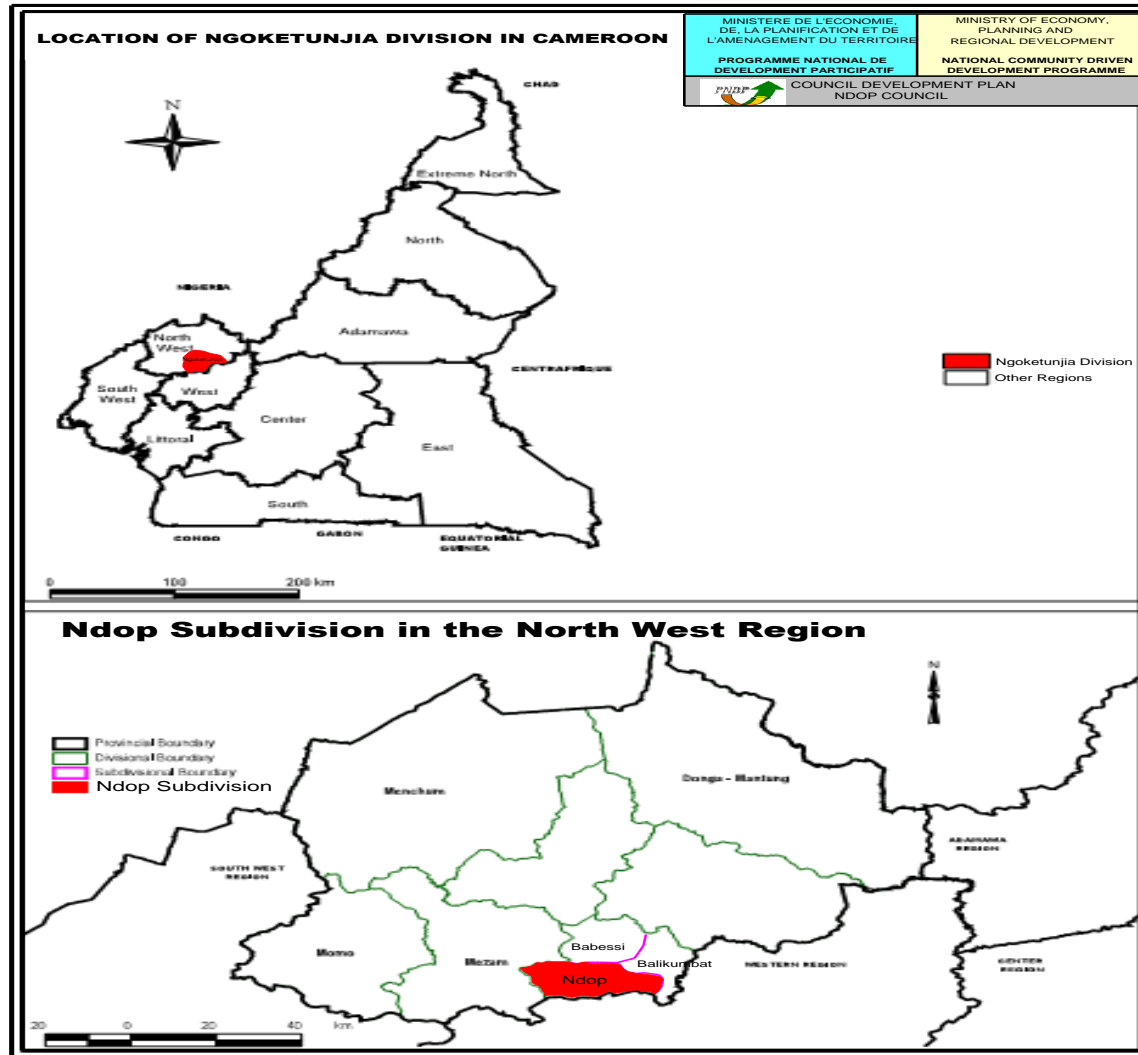 LOCATION OF NGOKETUNJIA DIVISION IN CAMEROON
MINISTERE DE L'ECONOMIE,
DE, LA PLANIFICATION ET DE
L'AMENAGEMENT DU TERRITOIRE
PROGRAMME NATIONAL DE
DEVELOPMENT PARTICIPATIF
MINISTRY OF ECONOMY,
PLANNING AND
REGIONAL DEVELOPMENT
NATIONAL COMMUNITY DRIVEN
DEVELOPMENT PROGRAMME
PNDP
COUNCIL DEVELOPMENT PLAN
NDOP COUNCIL
CHAD
N
Extreme North
North
NIGERIA
Adamawa
North
West
CENTRAFRIQUE
Ngoketunjia Division
Other Regions
South
West
West
Center
Littoral
East
South
CONGO
GABON
EQUATORIAL
GUINEA
0 100 200 km
Ndop Subdivision in the North West Region
N
Provincial Boundary
Divisional Boundary
Subdivisional Boundary
Ndop Subdivision
Mencham
Donga - Mantung
ADAMAWA
REGION
SOUTH WEST
REGION
Babessi
Momo
Mezam
Balikumbat
WESTERN REGION
CENTER
REGION
Ndop
20 0 20 40 km